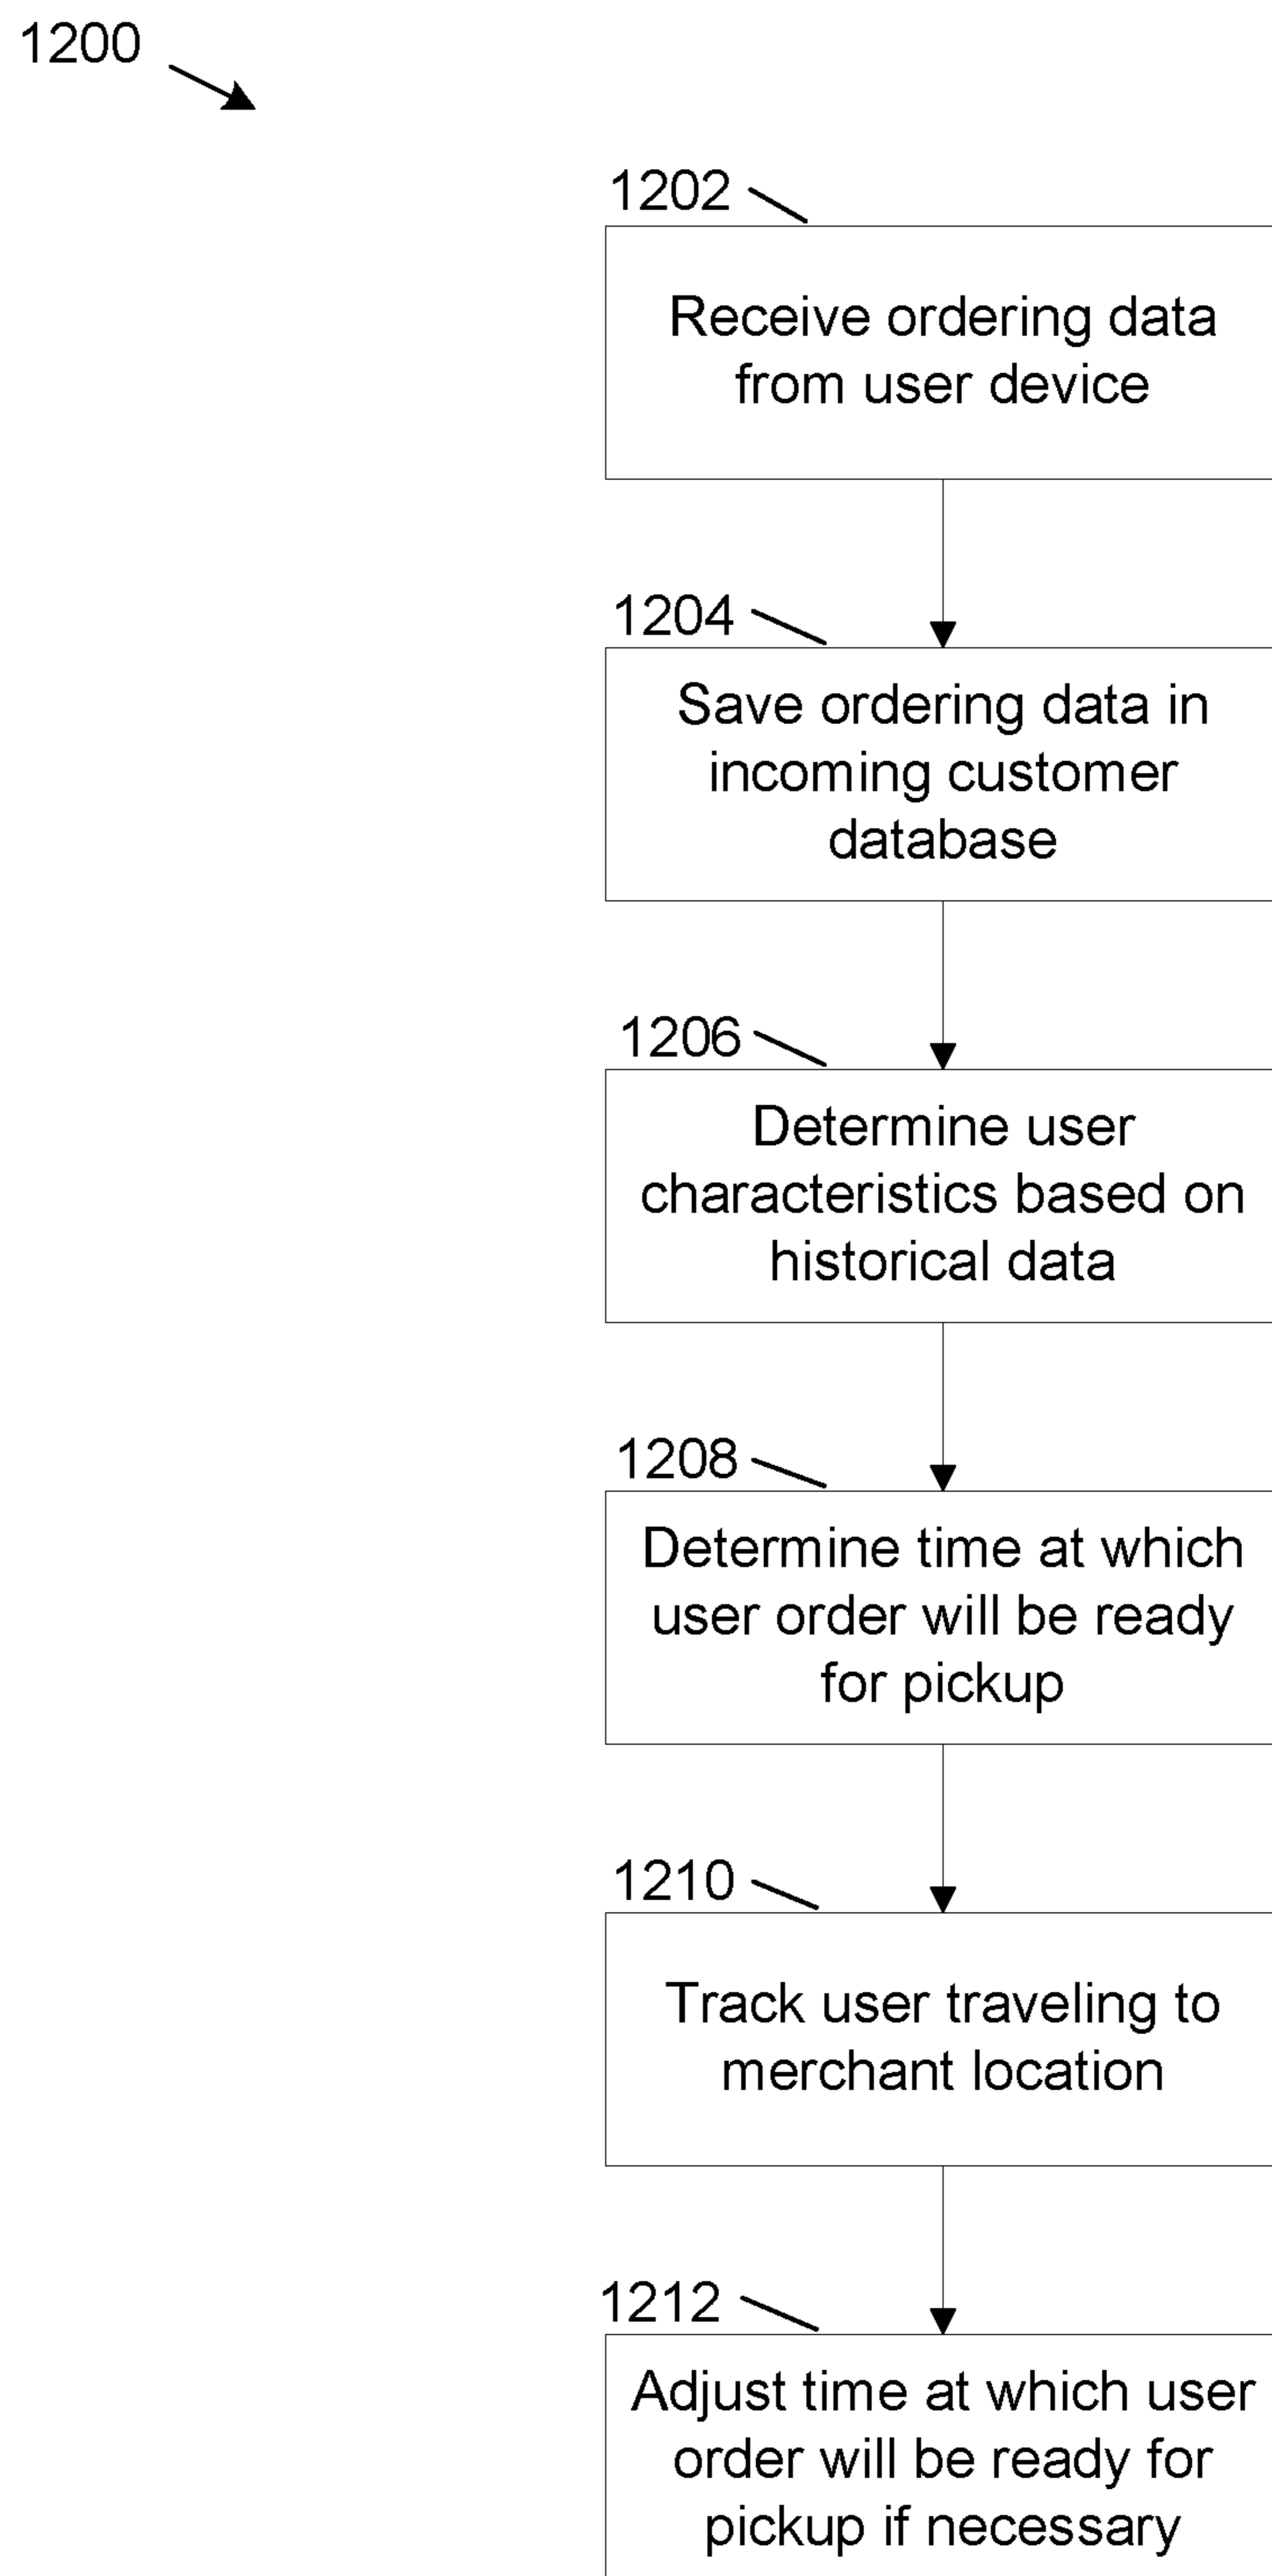 1200
1202
Receive ordering data
from user device
1204
Save ordering data in
incoming customer
database
1206
Determine user
characteristics based on
historical data
1208
Determine time at which
user order will be ready
for pickup
1210
Track user traveling to
merchant location
1212
Adjust time at which user
order will be ready for
pickup if necessary